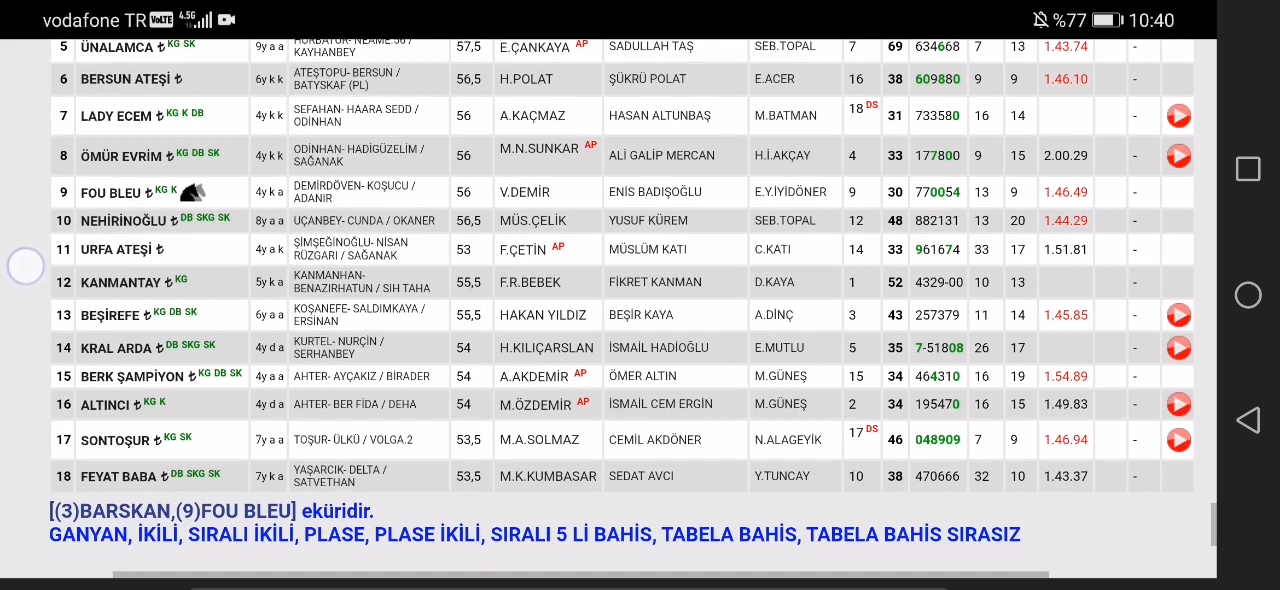 vodafone TR VoLTE 4.5G %77 10:40
5 ÜNALAMCA ₺ KG SK 9y a a KAYHANBEY 57,5 E.ÇANKAYA AP SADULLAH TAŞ SEB.TOPAL 7 69 634668 7 13 1.43.74 -
6 BERSUN ATEŞİ ₺ 6y k k ATEŞTOPU- BERSUN / BATYSKAF (PL) 56,5 H.POLAT ŞÜKRÜ POLAT E.ACER 16 38 609880 9 9 1.46.10 -
7 LADY ECEM ₺ KG K DB 4y k k SEFAHAN- HAARA SEDD / ODİNHAN 56 A.KAÇMAZ HASAN ALTUNBAŞ M.BATMAN 18 DS 31 733580 16 14 -
8 ÖMÜR EVRİM ₺ KG DB SK 4y k k ODİNHAN- HADİGÜZELİM / SAĞANAK 56 M.N.SUNKAR AP ALİ GALİP MERCAN H.İ.AKÇAY 4 33 177800 9 15 2.00.29 -
9 FOU BLEU ₺ KG K 4y k a DEMİRDÖVEN- KOŞUCU / ADANIR 56 V.DEMİR ENİS BADIŞOĞLU E.Y.İYİDÖNER 9 30 770054 13 9 1.46.49 -
10 NEHİRİNOĞLU ₺ DB SKG SK 8y a a UÇANBEY- CUNDA / OKANER 56,5 MÜS.ÇELİK YUSUF KÜREM SEB.TOPAL 12 48 882131 13 20 1.44.29 -
11 URFA ATEŞİ ₺ 4y a k ŞİMŞEĞİNOĞLU- NİSAN RÜZGARI / SAĞANAK 53 F.ÇETİN AP MÜSLÜM KATI C.KATI 14 33 961674 33 17 1.51.81 -
12 KANMANTAY ₺ KG 5y k a KANMANHAN- BENAZIRHATUN / SIH TAHA 55,5 F.R.BEBEK FİKRET KANMAN D.KAYA 1 52 4329-00 10 13 -
13 BEŞİREFE ₺ KG DB SK 6y a a KOŞANEFE- SALDIMKAYA / ERSİNAN 55,5 HAKAN YILDIZ BEŞİR KAYA A.DİNÇ 3 43 257379 11 14 1.45.85 -
14 KRAL ARDA ₺ DB SKG SK 4y d a KURTEL- NURÇİN / SERHANBEY 54 H.KILIÇARSLAN İSMAİL HADİOĞLU E.MUTLU 5 35 7-51808 26 17 -
15 BERK ŞAMPİYON ₺ KG DB SK 4y a a AHTER- AYÇAKIZ / BİRADER 54 A.AKDEMİR AP ÖMER ALTIN M.GÜNEŞ 15 34 464310 16 19 1.54.89 -
16 ALTINCI ₺ KG K 4y d a AHTER- BER FİDA / DEHA 54 M.ÖZDEMİR AP İSMAİL CEM ERGİN M.GÜNEŞ 2 34 195470 16 15 1.49.83 -
17 SONTOŞUR ₺ KG SK 7y a a TOŞUR- ÜLKÜ / VOLGA.2 53,5 M.A.SOLMAZ CEMİL AKDÖNER N.ALAGEYİK 17 DS 46 048909 7 9 1.46.94 -
18 FEYAT BABA ₺ DB SKG SK 7y k a YAŞARCIK- DELTA / SATVETHAN 53,5 M.K.KUMBASAR SEDAT AVCI Y.TUNCAY 10 38 470666 32 10 1.43.37 -
[(3)BARSKAN,(9)FOU BLEU] eküridir.
GANYAN, İKİLİ, SIRALI İKİLİ, PLASE, PLASE İKİLİ, SIRALI 5 Lİ BAHİS, TABELA BAHİS, TABELA BAHİS SIRASIZ